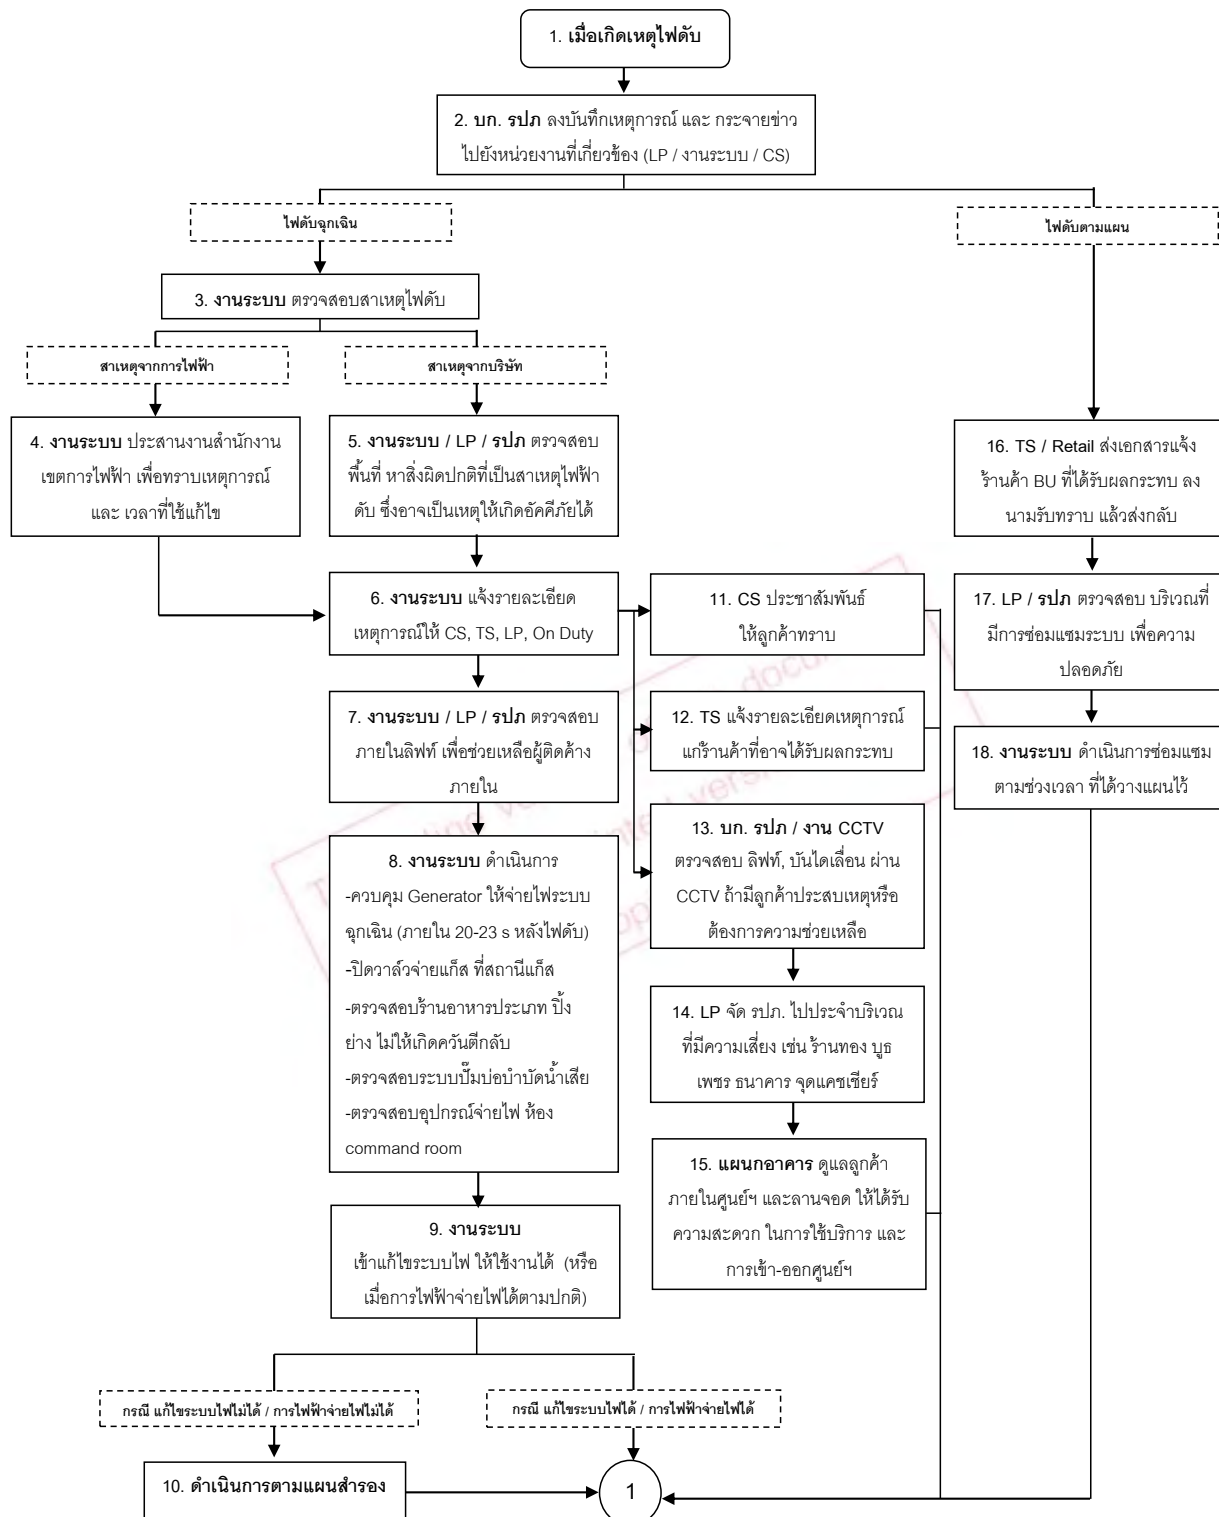 1. เมื่อเกิดเหตุไฟดับ
2. บก. รปภ ลงบันทึกเหตุการณ์ และ กระจายข่าว
ไปยังหน่วยงานที่เกี่ยวข้อง (LP / งานระบบ / CS)
ไฟดับฉุกเฉิน
ไฟดับตามแผน
3. งานระบบ ตรวจสอบสาเหตุไฟดับ
สาเหตุจากการไฟฟ้า
สาเหตุจากบริษัท
4. งานระบบ ประสานงานสำนักงาน
เขตการไฟฟ้า เพื่อทราบเหตุการณ์
และ เวลาที่ใช้แก้ไข
5. งานระบบ / LP / รปภ ตรวจสอบ
พื้นที่ หาสิ่งผิดปกติที่เป็นสาเหตุไฟฟ้า
ดับ ซึ่งอาจเป็นเหตุให้เกิดอัคคีภัยได้
16. TS / Retail ส่งเอกสารแจ้ง
ร้านค้า BU ที่ได้รับผลกระทบ ลง
นามรับทราบ แล้วส่งกลับ
6. งานระบบ แจ้งรายละเอียด
เหตุการณ์ให้ CS, TS, LP, On Duty
11. CS ประชาสัมพันธ์
ให้ลูกค้าทราบ
17. LP / รปภ ตรวจสอบ บริเวณที่
มีการซ่อมแซมระบบ เพื่อความ
ปลอดภัย
7. งานระบบ / LP / รปภ ตรวจสอบ
ภายในลิฟท์ เพื่อช่วยเหลือผู้ติดค้าง
ภายใน
12. TS แจ้งรายละเอียดเหตุการณ์
แก่ร้านค้าที่อาจได้รับผลกระทบ
18. งานระบบ ดำเนินการซ่อมแซม
ตามช่วงเวลา ที่ได้วางแผนไว้
8. งานระบบ ดำเนินการ
-ควบคุม Generator ให้จ่ายไฟระบบ
ฉุกเฉิน (ภายใน 20-23 s หลังไฟดับ)
-ปิดวาล์วจ่ายแก็ส ที่สถานีแก็ส
-ตรวจสอบร้านอาหารประเภท ปิ้ง
ย่าง ไม่ให้เกิดควันตีกลับ
-ตรวจสอบระบบปั๊มบ่อบำบัดน้ำเสีย
-ตรวจสอบอุปกรณ์จ่ายไฟ ห้อง
command room
13. บก. รปภ / งาน CCTV
ตรวจสอบ ลิฟท์, บันไดเลื่อน ผ่าน
CCTV ถ้ามีลูกค้าประสบเหตุหรือ
ต้องการความช่วยเหลือ
14. LP จัด รปภ. ไปประจำบริเวณ
ที่มีความเสี่ยง เช่น ร้านทอง บูธ
เพชร ธนาคาร จุดแคชเชียร์
15. แผนกอาคาร ดูแลลูกค้า
ภายในศูนย์ฯ และลานจอด ให้ได้รับ
ความสะดวก ในการใช้บริการ และ
การเข้า-ออกศูนย์ฯ
9. งานระบบ
เข้าแก้ไขระบบไฟ ให้ใช้งานได้ (หรือ
เมื่อการไฟฟ้าจ่ายไฟได้ตามปกติ)
กรณี แก้ไขระบบไฟไม่ได้ / การไฟฟ้าจ่ายไฟไม่ได้
กรณี แก้ไขระบบไฟได้ / การไฟฟ้าจ่ายไฟได้
10. ดำเนินการตามแผนสำรอง
1